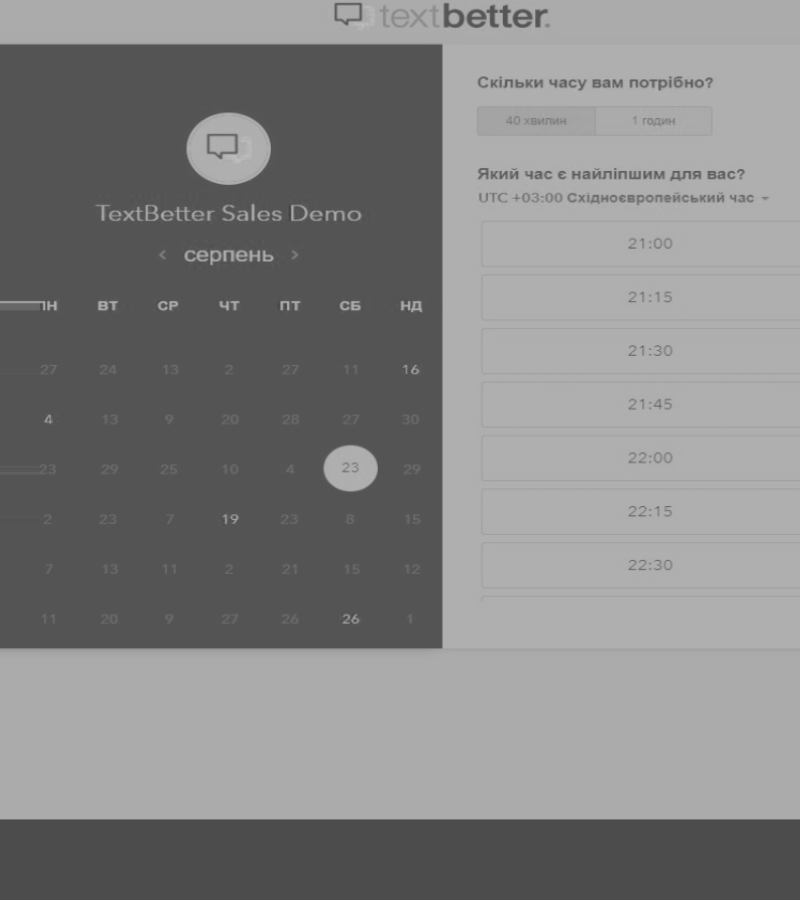 textbetter.
TextBetter Sales Demo
‹ серпень ›
ПН ВТ СР ЧТ ПТ СБ НД
27 24 13 2 27 11 16
4 13 9 20 28 27 30
23 29 25 10 4 23 29
2 23 7 19 23 8 15
7 13 11 2 21 15 12
11 20 9 27 26 26 1
Скільки часу вам потрібно?
40 хвилин 1 годин
Який час є найліпшим для вас?
UTC +03:00 Східноєвропейський час
21:00
21:15
21:30
21:45
22:00
22:15
22:30